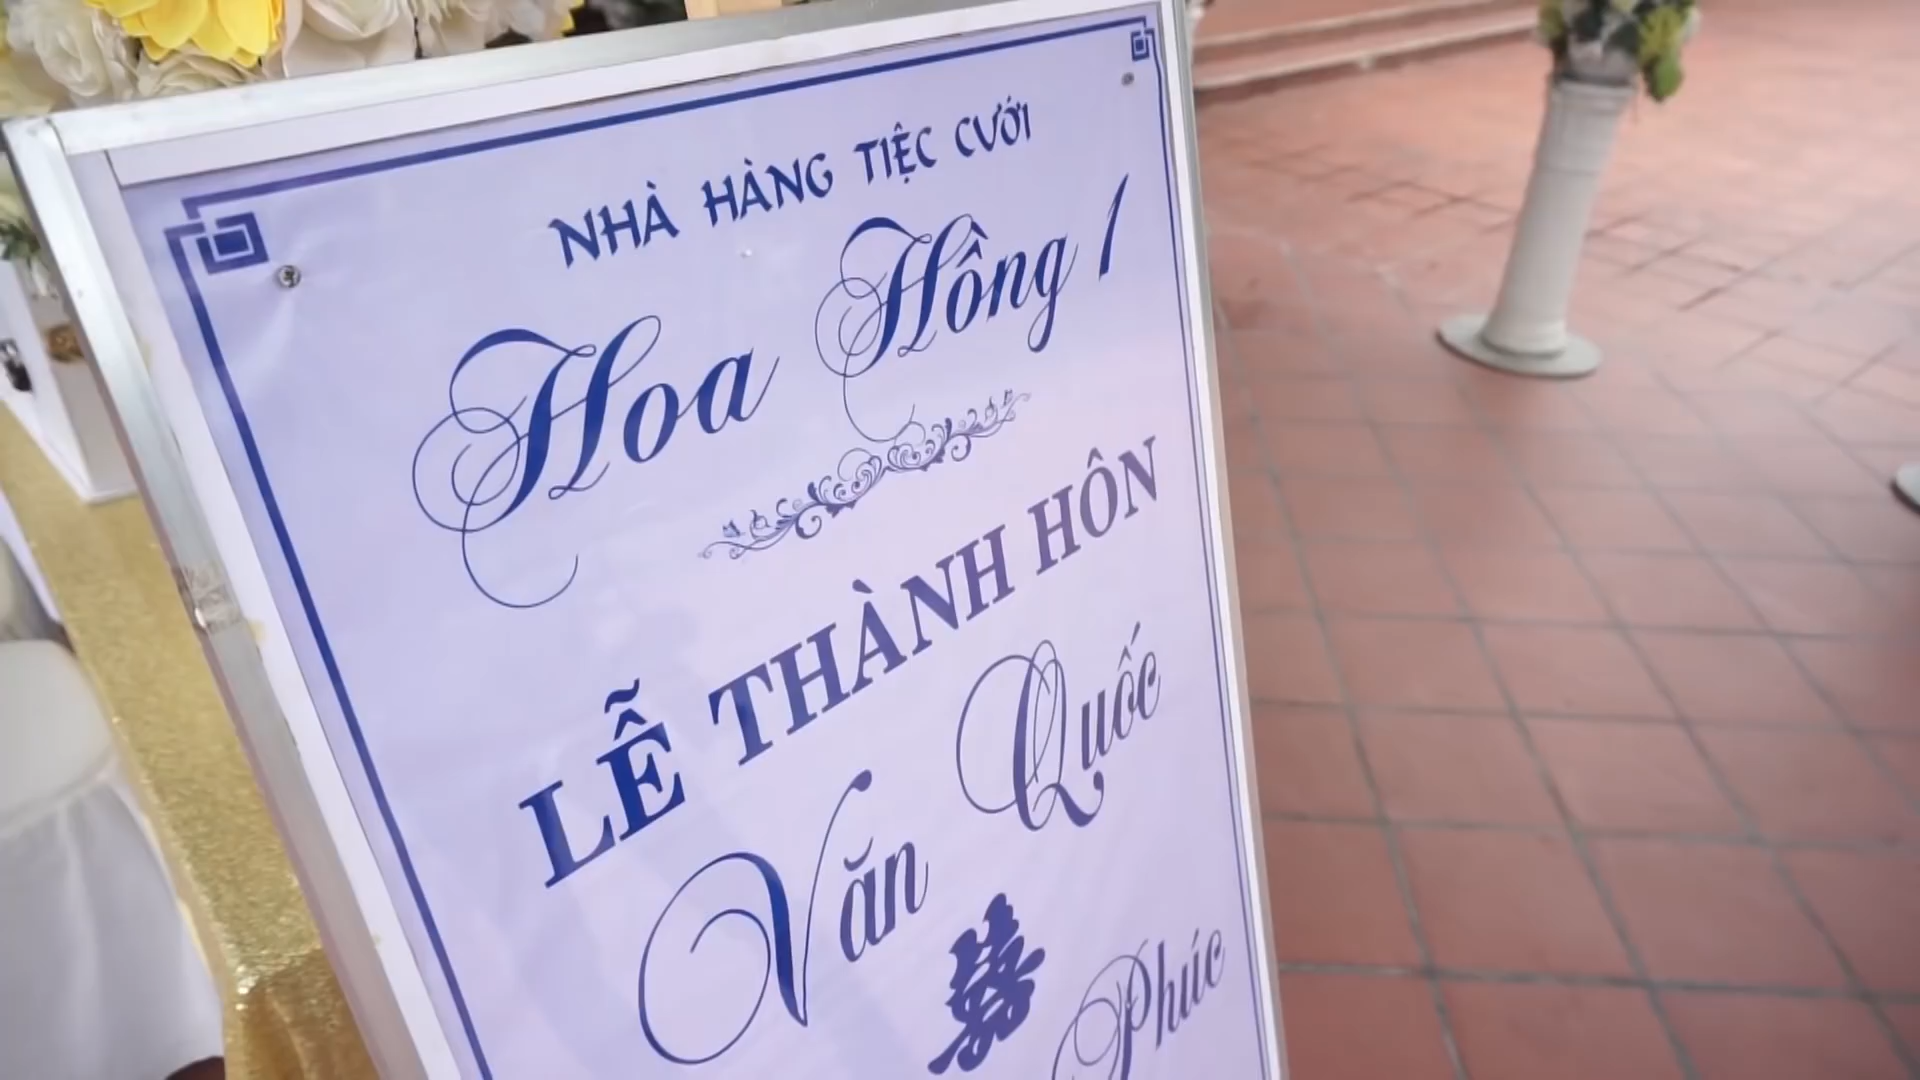 NHÀ HÀNG TIỆC CƯỚI
Hoa Hồng 1
LỄ THÀNH HÔN
Văn Quốc
囍
Phúc